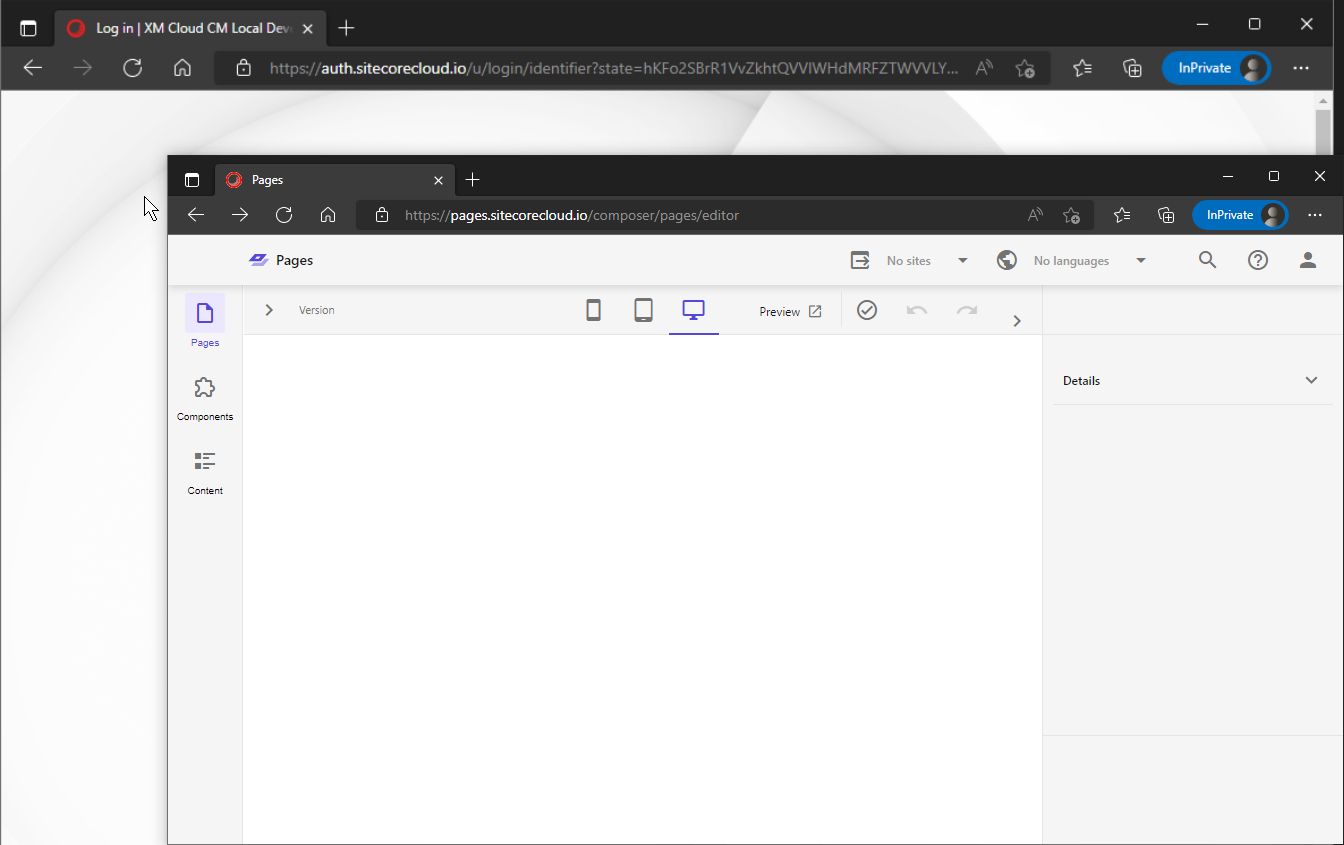 Log in | XM Cloud CM Local Dev
https://auth.sitecorecloud.io/u/login/identifier?state=hKFo2SBrR1VvZkhtQVVIWHdMRFZTWVVLY...
InPrivate
Pages
https://pages.sitecorecloud.io/composer/pages/editor
InPrivate
Pages
No sites
No languages
Version
Preview
Pages
Details
Components
Content